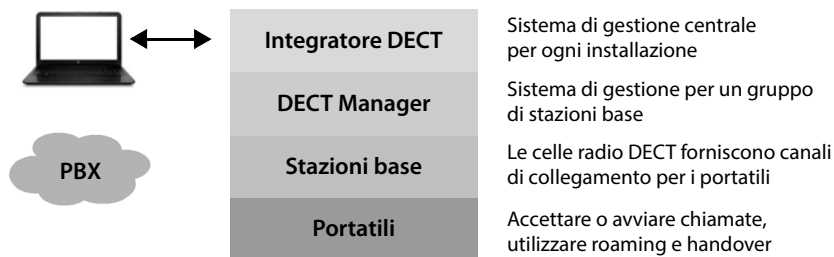 Integratore DECT
Sistema di gestione centrale
per ogni installazione
DECT Manager
Sistema di gestione per un gruppo
di stazioni base
PBX
Stazioni base
Le celle radio DECT forniscono canali
di collegamento per i portatili
Portatili
Accettare o avviare chiamate,
utilizzare roaming e handover